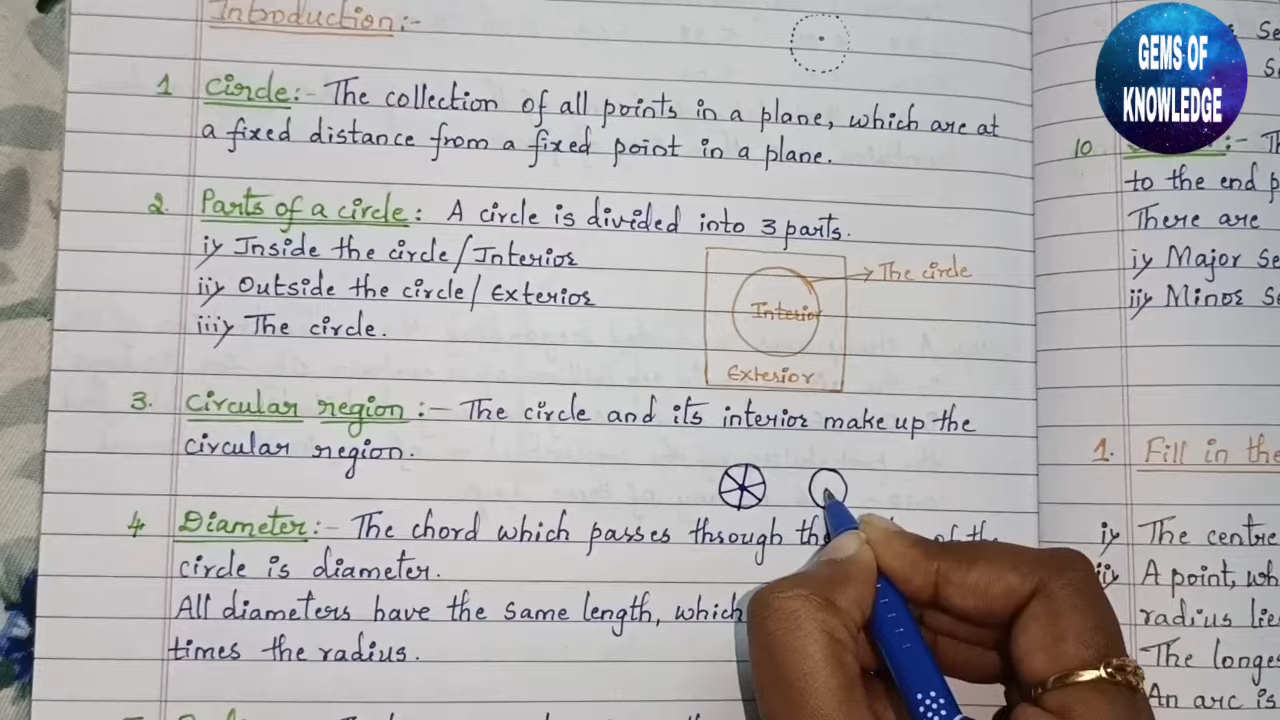 Introduction:-
1 Circle:- The collection of all points in a plane, which are at
a fixed distance from a fixed point in a plane.
2. Parts of a circle: A circle is divided into 3 parts.
i) Inside the circle/Interior
ii) Outside the circle/Exterior
iii) The circle.
The circle
Interior
Exterior
3. Circular region:- The circle and its interior make up the
circular region.
4 Diameter:- The chord which passes through of the
circle is diameter.
All diameters have the same length, which
times the radius.
GEMS OF
KNOWLEDGE
10
to the end
There are
i) Major
ii) Minor
1. Fill in the
i) The centre
ii) A point,
radius
The
An arc is